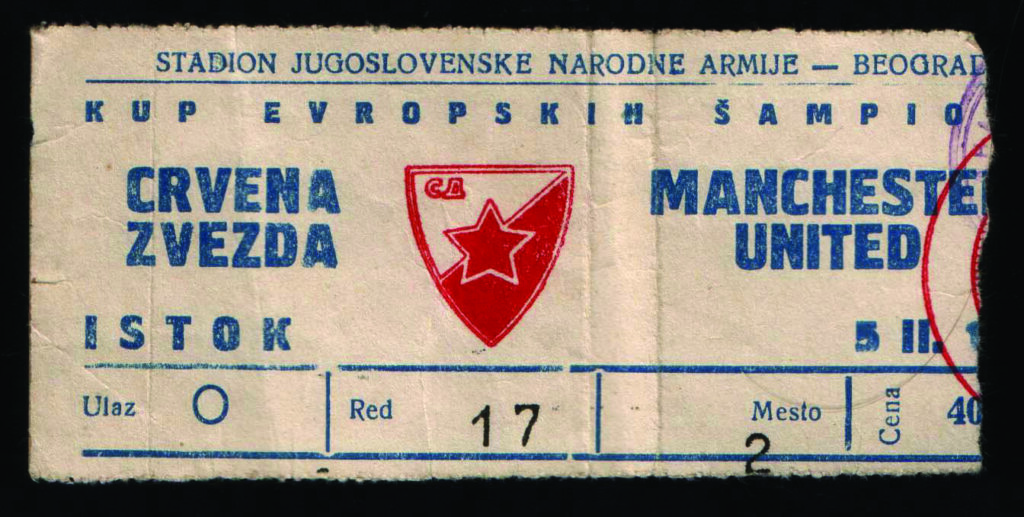 STADION JUGOSLOVENSKE NARODNE ARMIJE — BEOGRAD
KUP EVROPSKIH ŠAMPIO
CRVENA
ZVEZDA
СД
MANCHESTE
UNITED
ISTOK
5 II.
Ulaz O
Red 17
Mesto 2
Cena 40